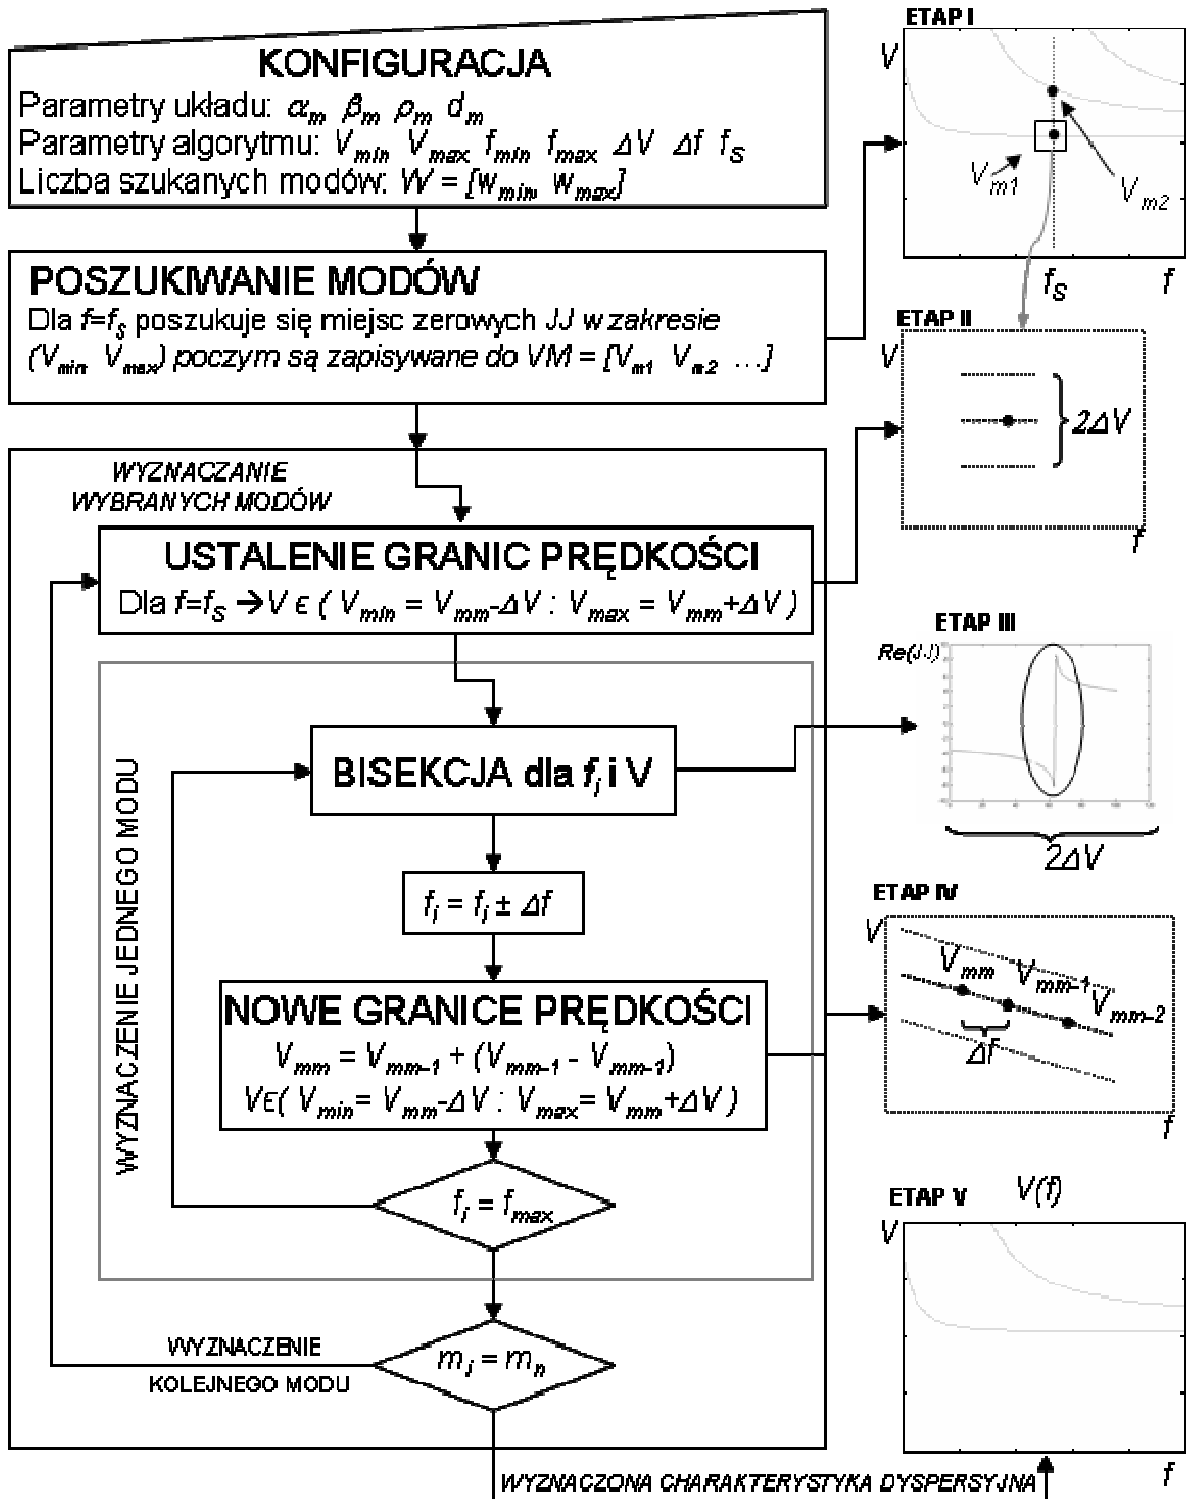 KONFIGURACJA
Parametry układu: αm βm ρm dm
Parametry algorytmu: Vmin Vmax fmin fmax ΔV Δf fS
Liczba szukanych modów: W = [wmin, wmax]
POSZUKIWANIE MODÓW
Dla f=fS poszukuje się miejsc zerowych JJ w zakresie
(Vmin Vmax) poczym są zapisywane do VM = [Vm1 Vm2 ...]
WYZNACZANIE
WYBRANYCH MODÓW
USTALENIE GRANIC PRĘDKOŚCI
Dla f=fS → V ϵ ( Vmin = Vmm-ΔV : Vmax = Vmm+ΔV )
WYZNACZENIE JEDNEGO MODU
BISEKCJA dla fi i V
fi = fi ± Δf
NOWE GRANICE PRĘDKOŚCI
Vmm = Vmm-1 + (Vmm-1 - Vmm-1)
Vϵ( Vmin= Vmm-ΔV : Vmax= Vmm+ΔV )
fi = fmax
WYZNACZENIE
KOLEJNEGO MODU
mi = mn
WYZNACZONA CHARAKTERYSTYKA DYSPERSYJNA
ETAP I
V
Vm1
Vm2
fS
f
ETAP II
V
2ΔV
f
ETAP III
Re(JJ)
2ΔV
ETAP IV
V
Vmm
Vmm-1
Vmm-2
Δf
f
ETAP V
V(f)
V
f